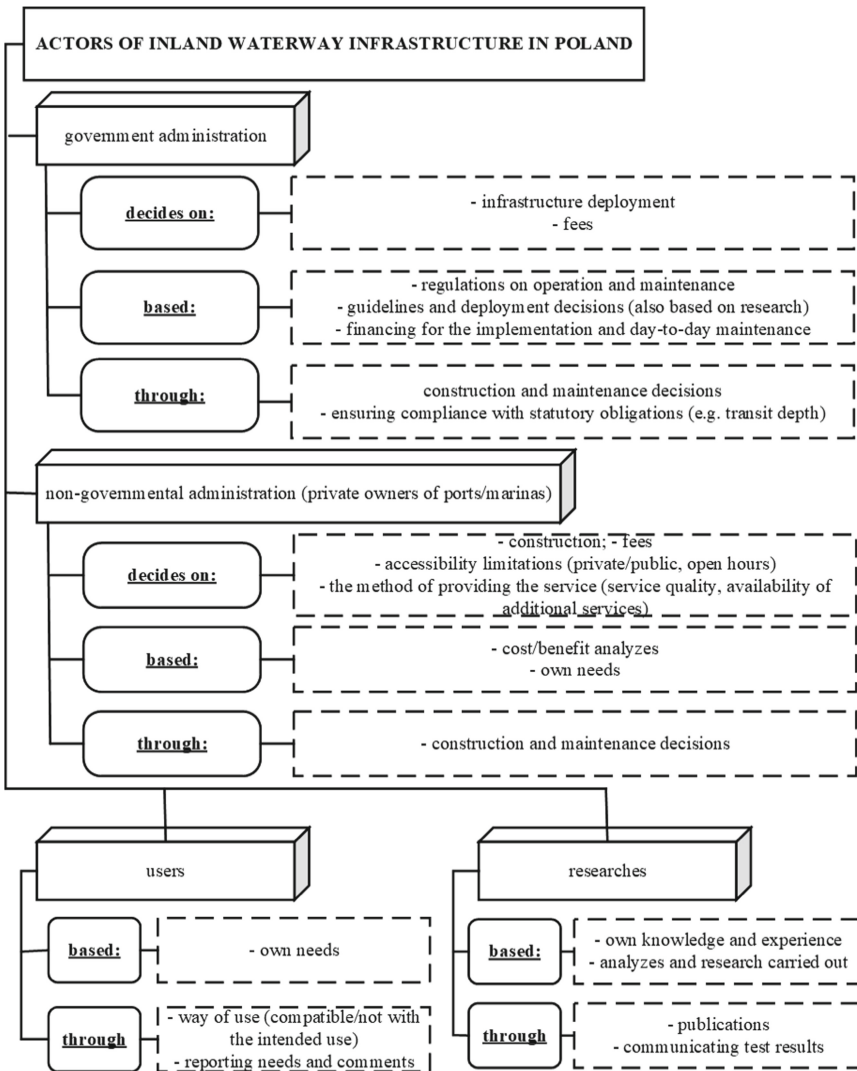 ACTORS OF INLAND WATERWAY INFRASTRUCTURE IN POLAND
government administration
decides on:
- infrastructure deployment
- fees
based:
- regulations on operation and maintenance
- guidelines and deployment decisions (also based on research)
- financing for the implementation and day-to-day maintenance
through:
construction and maintenance decisions
- ensuring compliance with statutory obligations (e.g. transit depth)
non-governmental administration (private owners of ports/marinas)
decides on:
- construction; - fees
- accessibility limitations (private/public, open hours)
- the method of providing the service (service quality, availability of
additional services)
based:
- cost/benefit analyzes
- own needs
through:
- construction and maintenance decisions
users
based:
- own needs
through
- way of use (compatible/not with
the intended use)
- reporting needs and comments
researches
based:
- own knowledge and experience
- analyzes and research carried out
through
- publications
- communicating test results